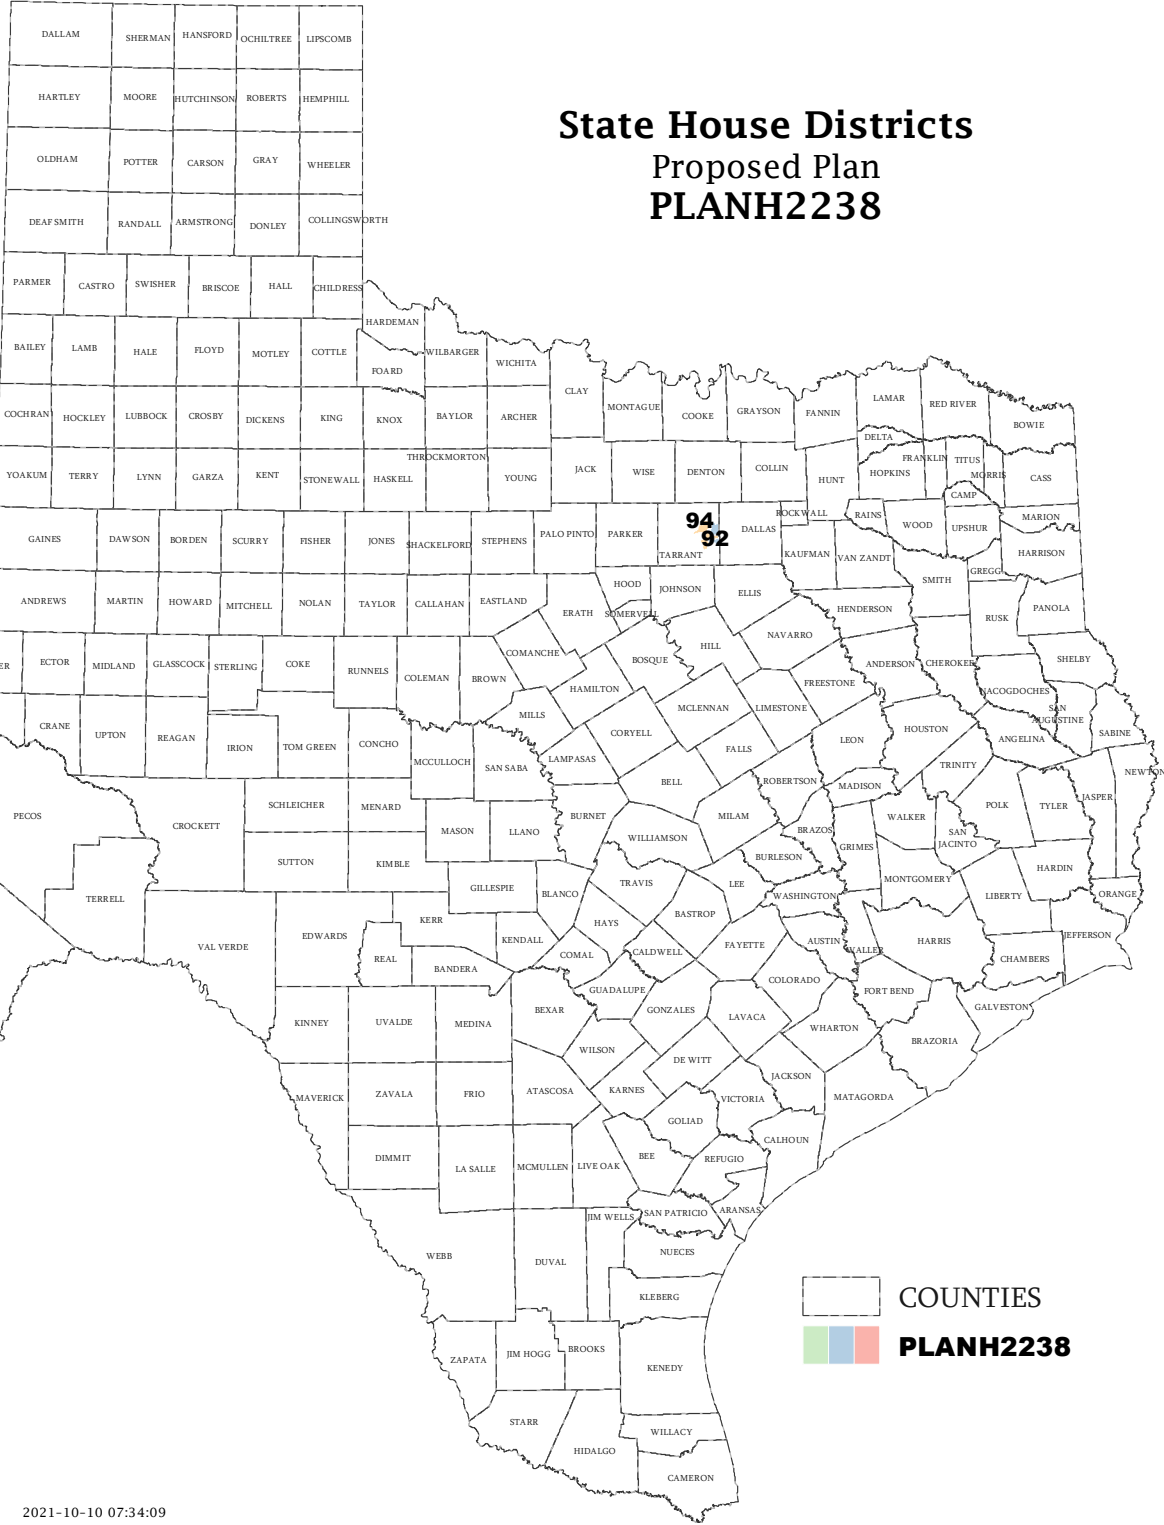 State House Districts
Proposed Plan
PLANH2238
DALLAM SHERMAN HANSFORD OCHILTREE LIPSCOMB
HARTLEY MOORE HUTCHINSON ROBERTS HEMPHILL
OLDHAM POTTER CARSON GRAY WHEELER
DEAF SMITH RANDALL ARMSTRONG DONLEY COLLINGSWORTH
PARMER CASTRO SWISHER BRISCOE HALL CHILDRESS
HARDEMAN
BAILEY LAMB HALE FLOYD MOTLEY COTTLE FOARD WILBARGER WICHITA
CLAY
COCHRAN HOCKLEY LUBBOCK CROSBY DICKENS KING KNOX BAYLOR ARCHER MONTAGUE COOKE GRAYSON FANNIN LAMAR RED RIVER BOWIE
DELTA
THROCKMORTON FRANKLIN TITUS
YOAKUM TERRY LYNN GARZA KENT STONEWALL HASKELL YOUNG JACK WISE DENTON COLLIN HUNT HOPKINS MORRIS CASS
CAMP
ROCKWALL RAINS WOOD UPSHUR MARION
94
92
GAINES DAWSON BORDEN SCURRY FISHER JONES SHACKELFORD STEPHENS PALO PINTO PARKER TARRANT DALLAS KAUFMAN VAN ZANDT HARRISON
GREGG
SMITH
ANDREWS MARTIN HOWARD MITCHELL NOLAN TAYLOR CALLAHAN EASTLAND ERATH HOOD JOHNSON ELLIS HENDERSON RUSK PANOLA
SOMERVELL
NAVARRO
ER ECTOR MIDLAND GLASSCOCK STERLING COKE RUNNELS COLEMAN BROWN COMANCHE BOSQUE HILL ANDERSON CHEROKEE SHELBY
HAMILTON FREESTONE NACOGDOCHES
MILLS MCLENNAN LIMESTONE SAN
AUGUSTINE
CRANE UPTON REAGAN IRION TOM GREEN CONCHO CORYELL FALLS LEON HOUSTON ANGELINA SABINE
MCCULLOCH SAN SABA LAMPASAS BELL ROBERTSON MADISON TRINITY NEWTON
PECOS CROCKETT SCHLEICHER MENARD MASON LLANO BURNET WILLIAMSON MILAM BRAZOS WALKER SAN
JACINTO POLK TYLER JASPER
SUTTON KIMBLE BURLESON GRIMES HARDIN
TERRELL GILLESPIE BLANCO TRAVIS LEE WASHINGTON MONTGOMERY LIBERTY ORANGE
VAL VERDE EDWARDS KERR KENDALL HAYS BASTROP FAYETTE AUSTIN WALLER HARRIS JEFFERSON
REAL BANDERA COMAL CALDWELL COLORADO CHAMBERS
KINNEY UVALDE MEDINA BEXAR GUADALUPE GONZALES LAVACA WHARTON FORT BEND GALVESTON
WILSON DE WITT BRAZORIA
MAVERICK ZAVALA FRIO ATASCOSA KARNES VICTORIA JACKSON MATAGORDA
GOLIAD
DIMMIT LA SALLE MCMULLEN LIVE OAK BEE REFUGIO CALHOUN
JIM WELLS SAN PATRICIO ARANSAS
WEBB DUVAL NUECES
KLEBERG
ZAPATA JIM HOGG BROOKS KENEDY
STARR HIDALGO WILLACY
CAMERON
COUNTIES
PLANH2238
2021-10-10 07:34:09